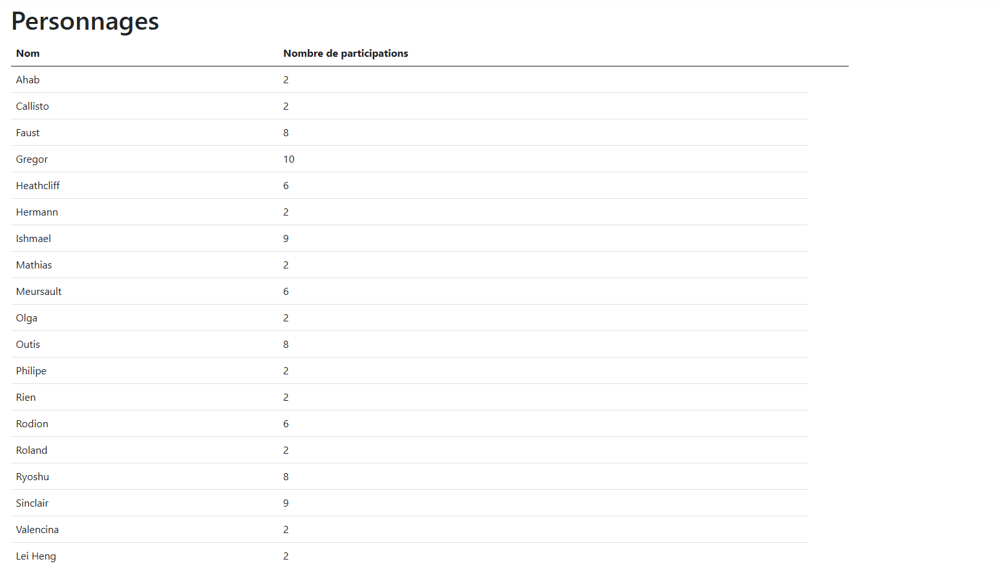 Personnages
Nom Nombre de participations
Ahab 2
Callisto 2
Faust 8
Gregor 10
Heathcliff 6
Hermann 2
Ishmael 9
Mathias 2
Meursault 6
Olga 2
Outis 8
Philipe 2
Rien 2
Rodion 6
Roland 2
Ryoshu 8
Sinclair 9
Valencina 2
Lei Heng 2